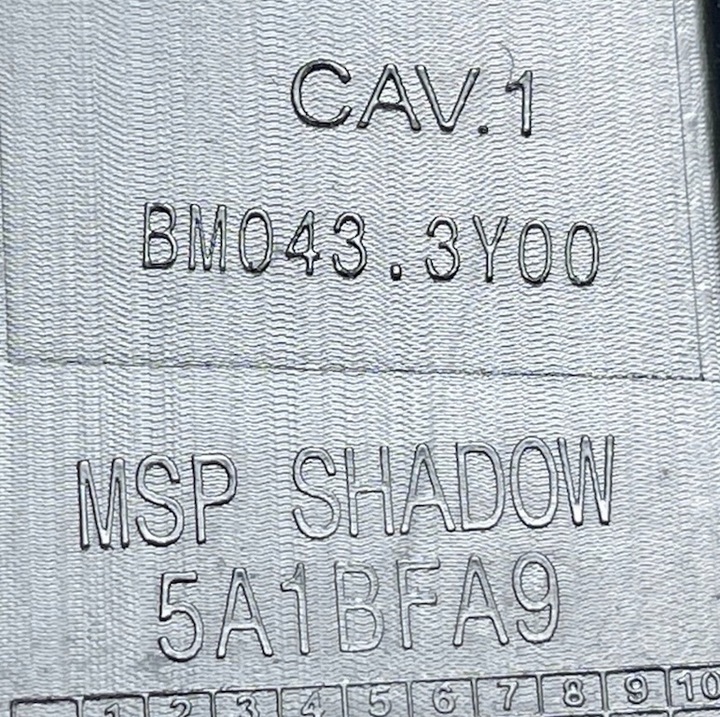 CAV.1
BM043.3Y00
MSP SHADOW
5A1BFA9
1 2 3 4 5 6 7 8 9 10